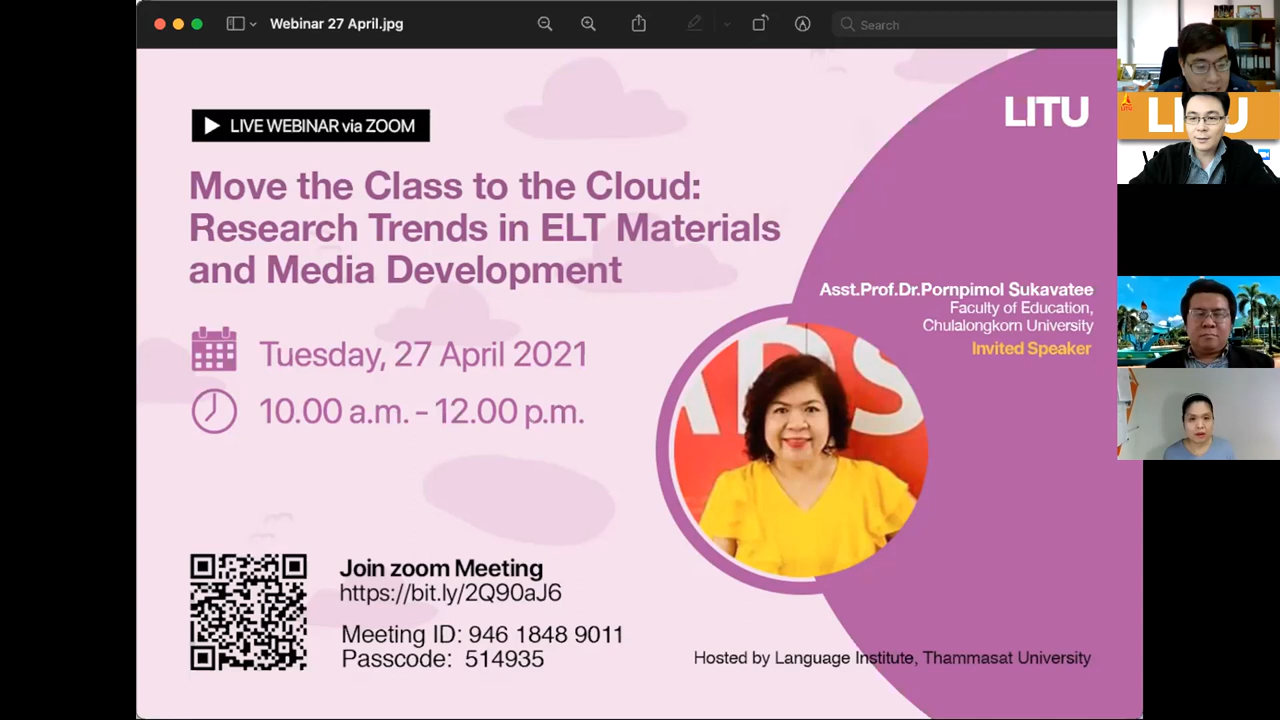 Webinar 27 April.jpg
Search
LIVE WEBINAR via ZOOM
LITU
Move the Class to the Cloud:
Research Trends in ELT Materials
and Media Development
Asst.Prof.Dr.Pornpimol Sukavatee
Faculty of Education,
Chulalongkorn University
Invited Speaker
Tuesday, 27 April 2021
10.00 a.m. - 12.00 p.m.
Join zoom Meeting
https://bit.ly/2Q90aJ6
Meeting ID: 946 1848 9011
Passcode: 514935
Hosted by Language Institute, Thammasat University